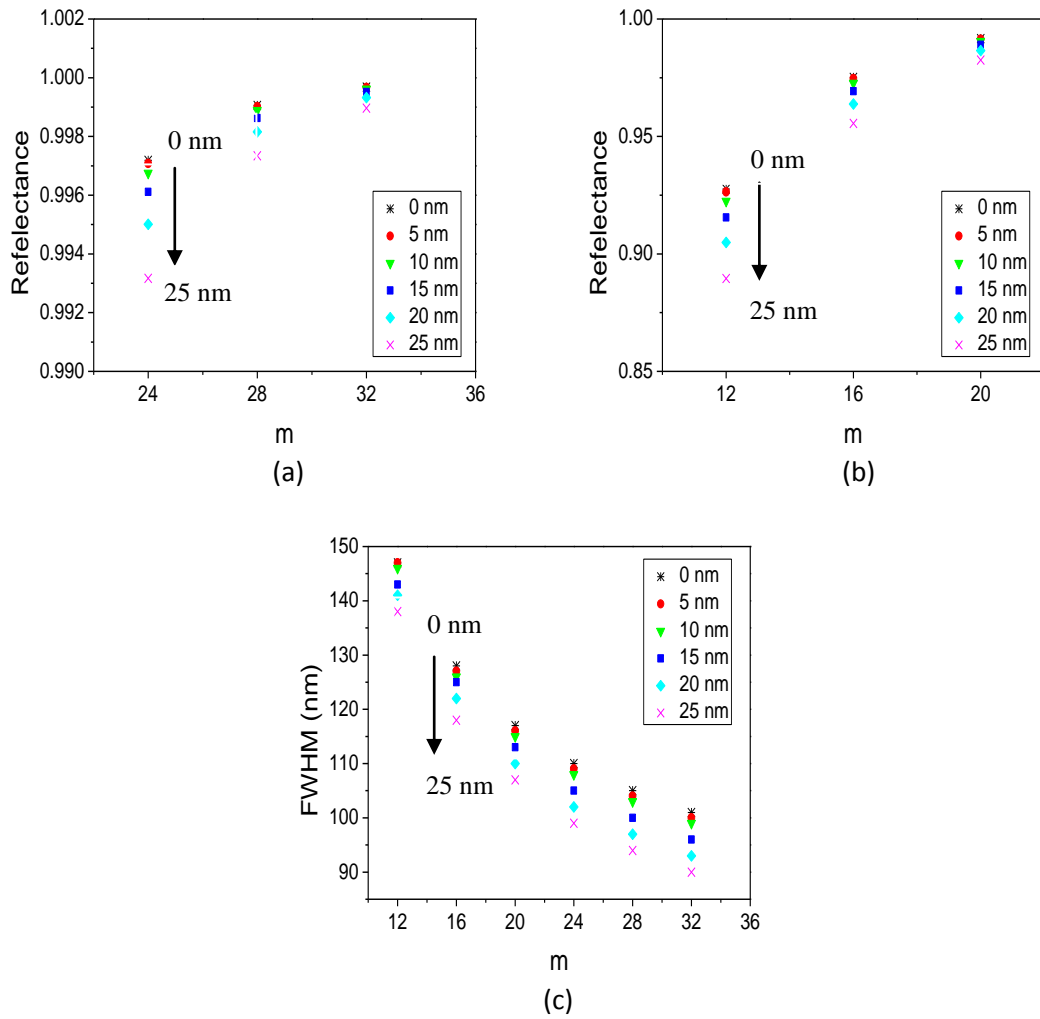 1.002
1.000
0.998
0.996
0.994
0.992
0.990
Refelectance
0 nm
25 nm
0 nm
5 nm
10 nm
15 nm
20 nm
25 nm
24 28 32 36
m
(a)
1.00
0.95
0.90
0.85
Refelectance
0 nm
25 nm
0 nm
5 nm
10 nm
15 nm
20 nm
25 nm
12 16 20
m
(b)
150
140
130
120
110
100
90
FWHM (nm)
0 nm
25 nm
0 nm
5 nm
10 nm
15 nm
20 nm
25 nm
12 16 20 24 28 32 36
m
(c)